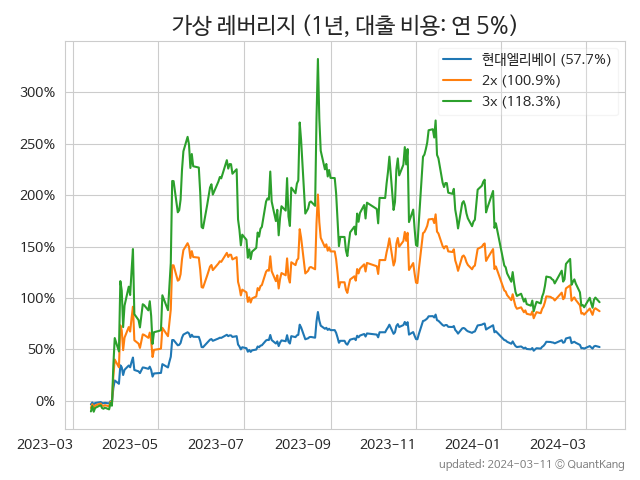 가상 레버리지 (1년, 대출 비용: 연 5%)
현대엘리베이 (57.7%)
2x (100.9%)
3x (118.3%)
300%
250%
200%
150%
100%
50%
0%
2023-03 2023-05 2023-07 2023-09 2023-11 2024-01 2024-03
updated: 2024-03-11 © QuantKang